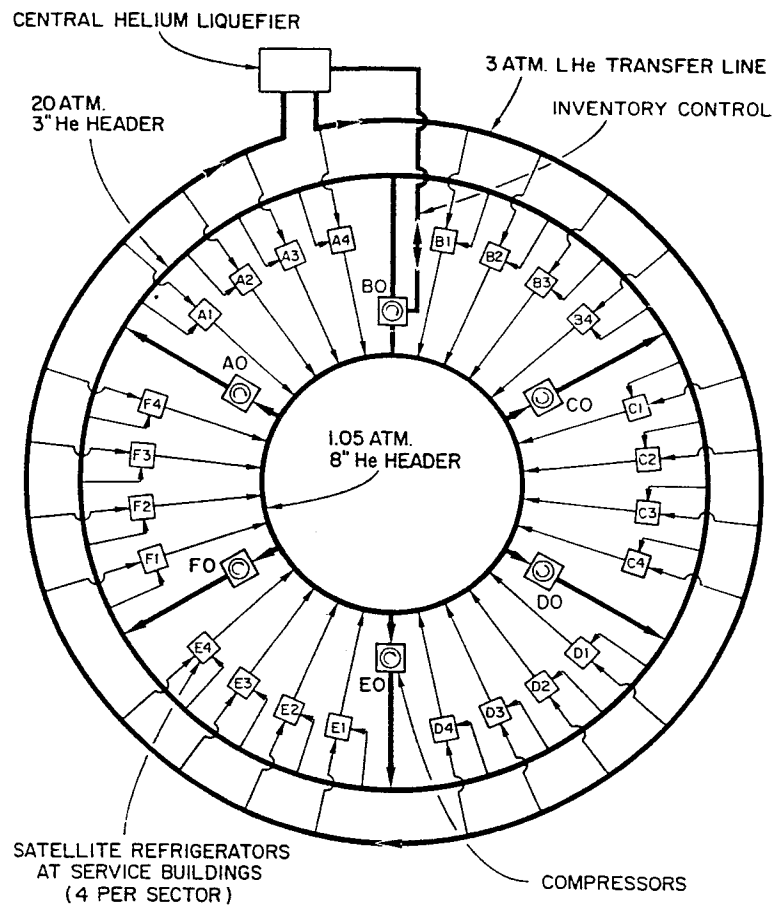 CENTRAL HELIUM LIQUEFIER
3 ATM. LHe TRANSFER LINE
20 ATM.
3" He HEADER
INVENTORY CONTROL
A4
B1
A3
B2
A2
B3
A1
B4
BO
AO
CO
F4
C1
F3
C2
F2
C3
F1
C4
1.05 ATM.
8" He HEADER
FO
DO
EO
E4
D1
E3
D2
E2
D3
E1
D4
SATELLITE REFRIGERATORS
AT SERVICE BUILDINGS
(4 PER SECTOR)
COMPRESSORS